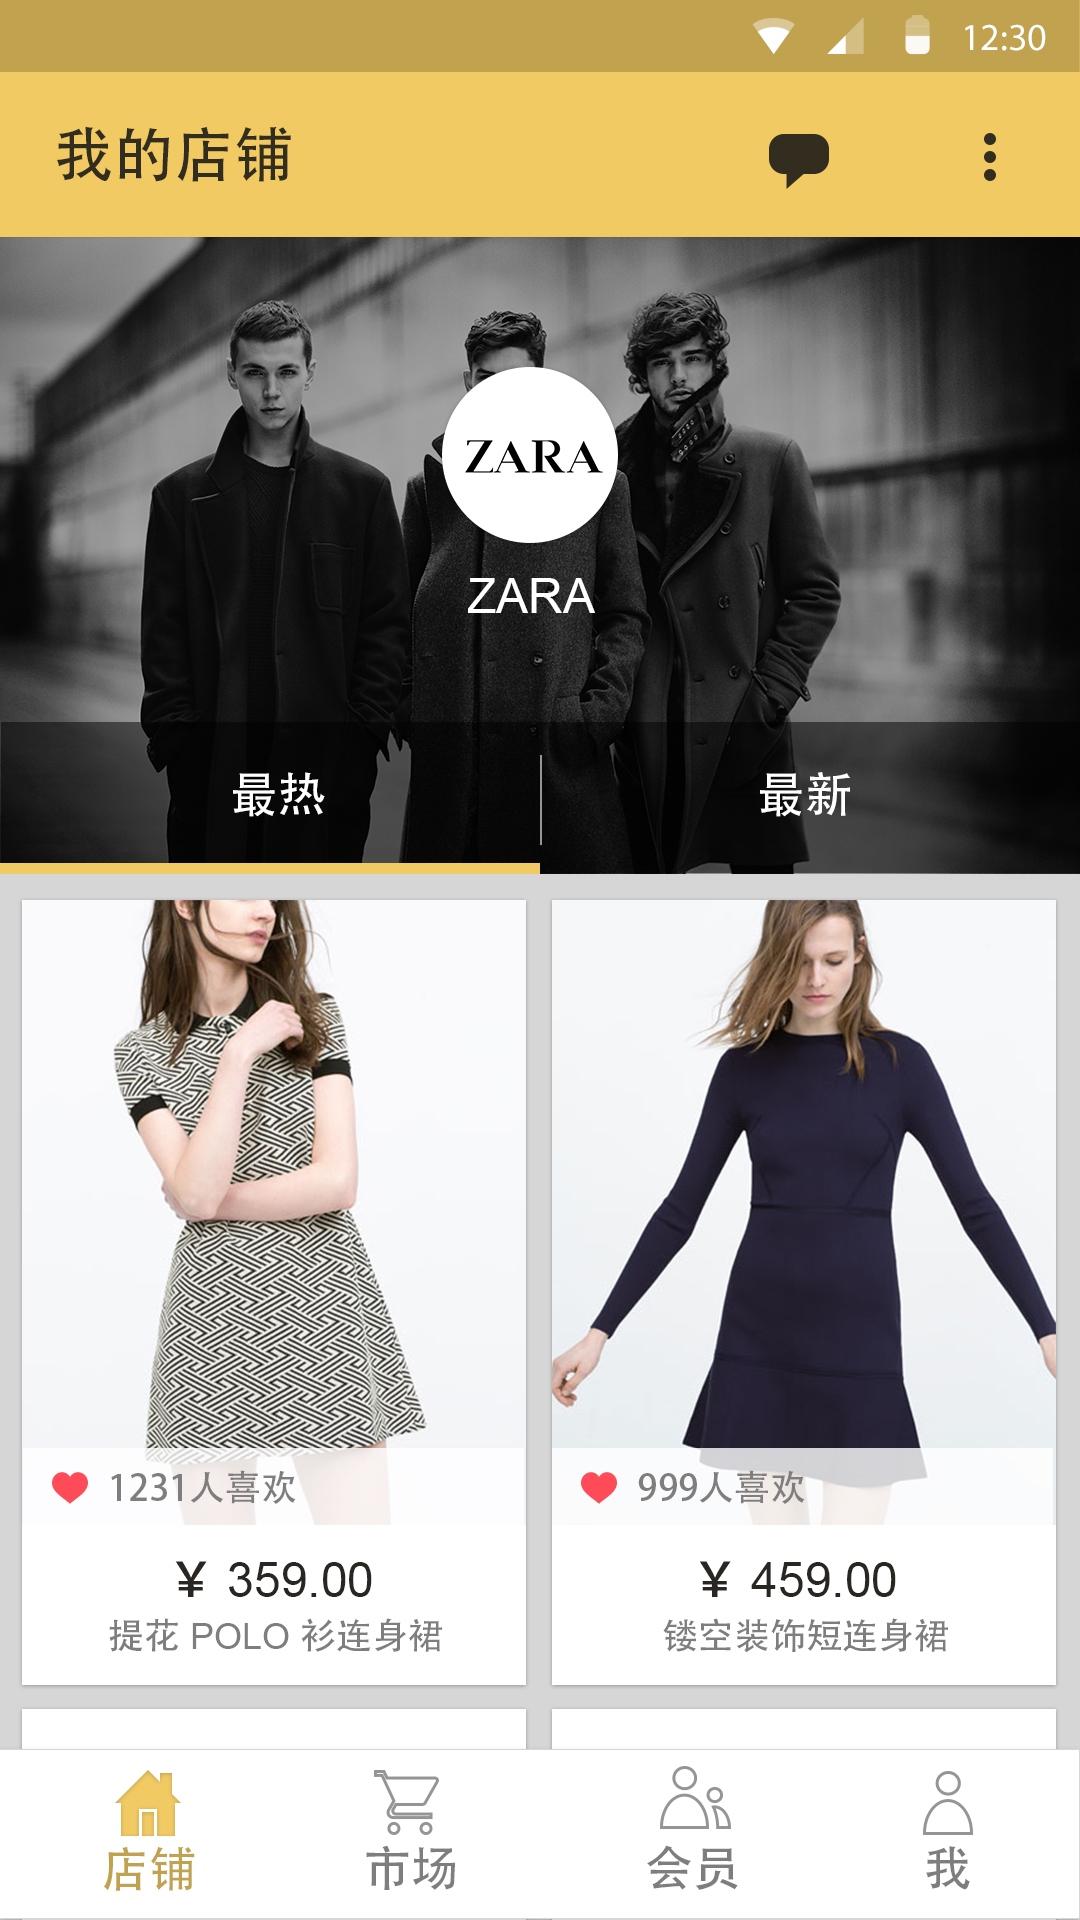 12:30
我的店铺
ZARA
ZARA
最热 最新
1231人喜欢 999人喜欢
¥ 359.00 ¥ 459.00
提花 POLO 衫连身裙 镂空装饰短连身裙
店铺 市场 会员 我